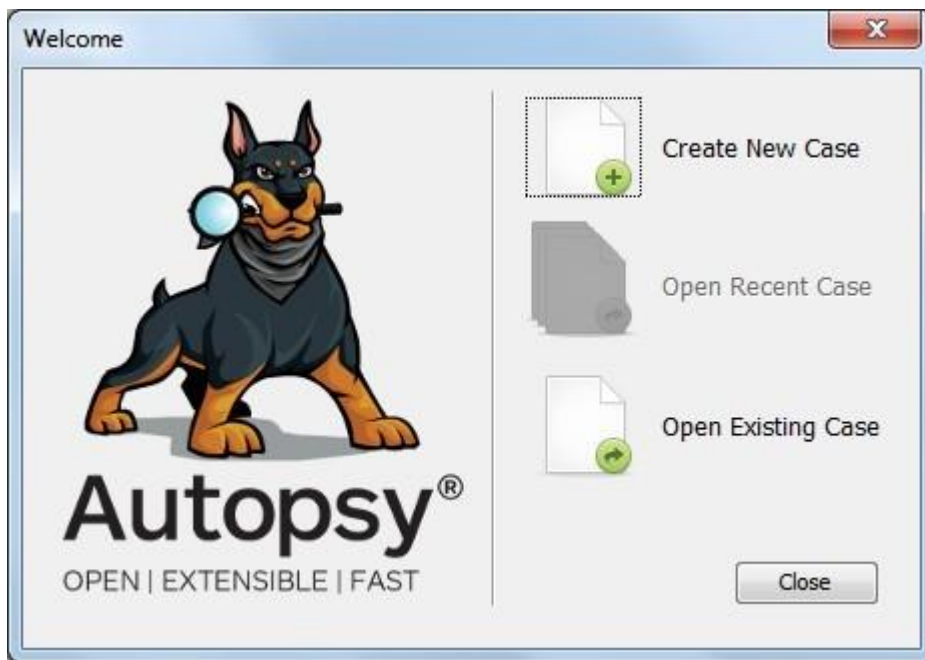 Welcome
Create New Case
Open Recent Case
Open Existing Case
Autopsy®
OPEN | EXTENSIBLE | FAST
Close